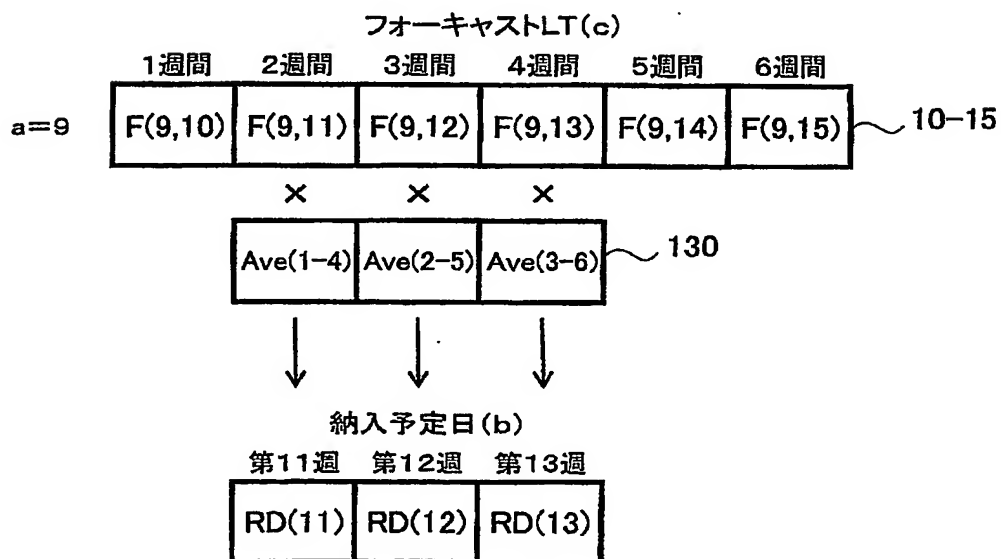 フォーキャストLT(c)
1週間 2週間 3週間 4週間 5週間 6週間
a=9 F(9,10) F(9,11) F(9,12) F(9,13) F(9,14) F(9,15) 10-15
× × ×
Ave(1-4) Ave(2-5) Ave(3-6) 130
納入予定日(b)
第11週 第12週 第13週
RD(11) RD(12) RD(13)